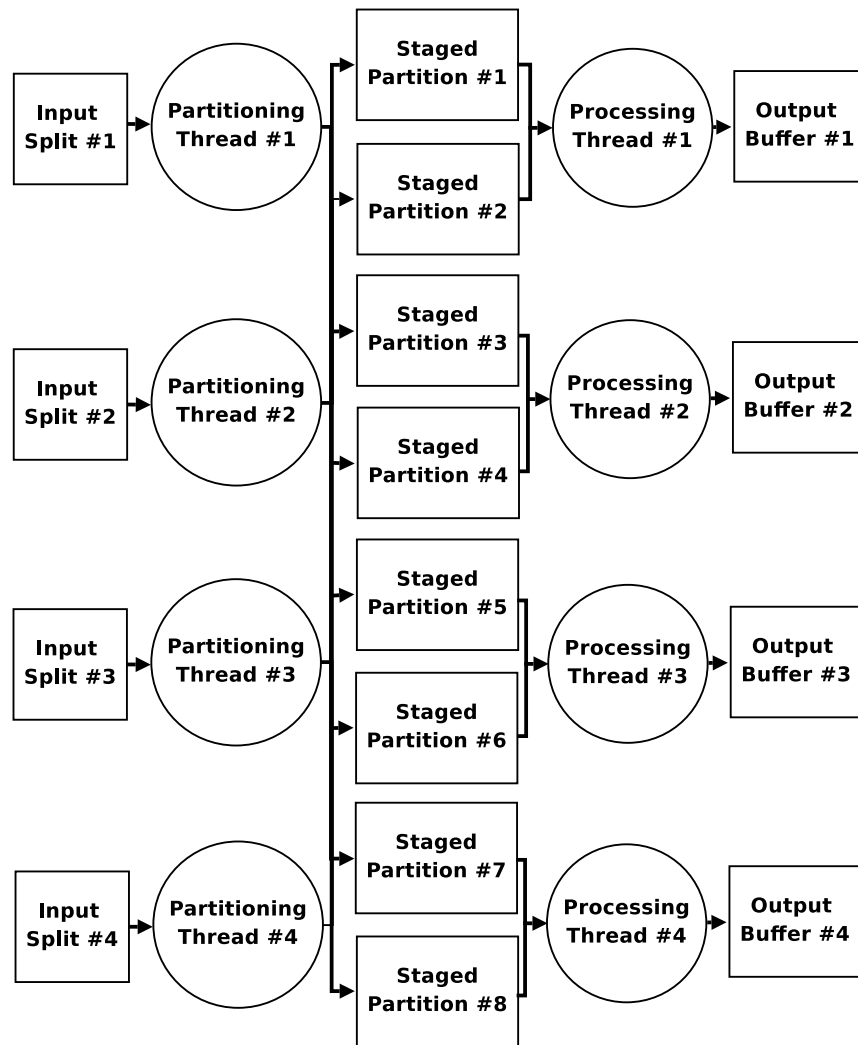 Staged
Partition #1
Input
Split #1
Partitioning
Thread #1
Processing
Thread #1
Output
Buffer #1
Staged
Partition #2
Staged
Partition #3
Input
Split #2
Partitioning
Thread #2
Processing
Thread #2
Output
Buffer #2
Staged
Partition #4
Staged
Partition #5
Input
Split #3
Partitioning
Thread #3
Processing
Thread #3
Output
Buffer #3
Staged
Partition #6
Staged
Partition #7
Input
Split #4
Partitioning
Thread #4
Processing
Thread #4
Output
Buffer #4
Staged
Partition #8